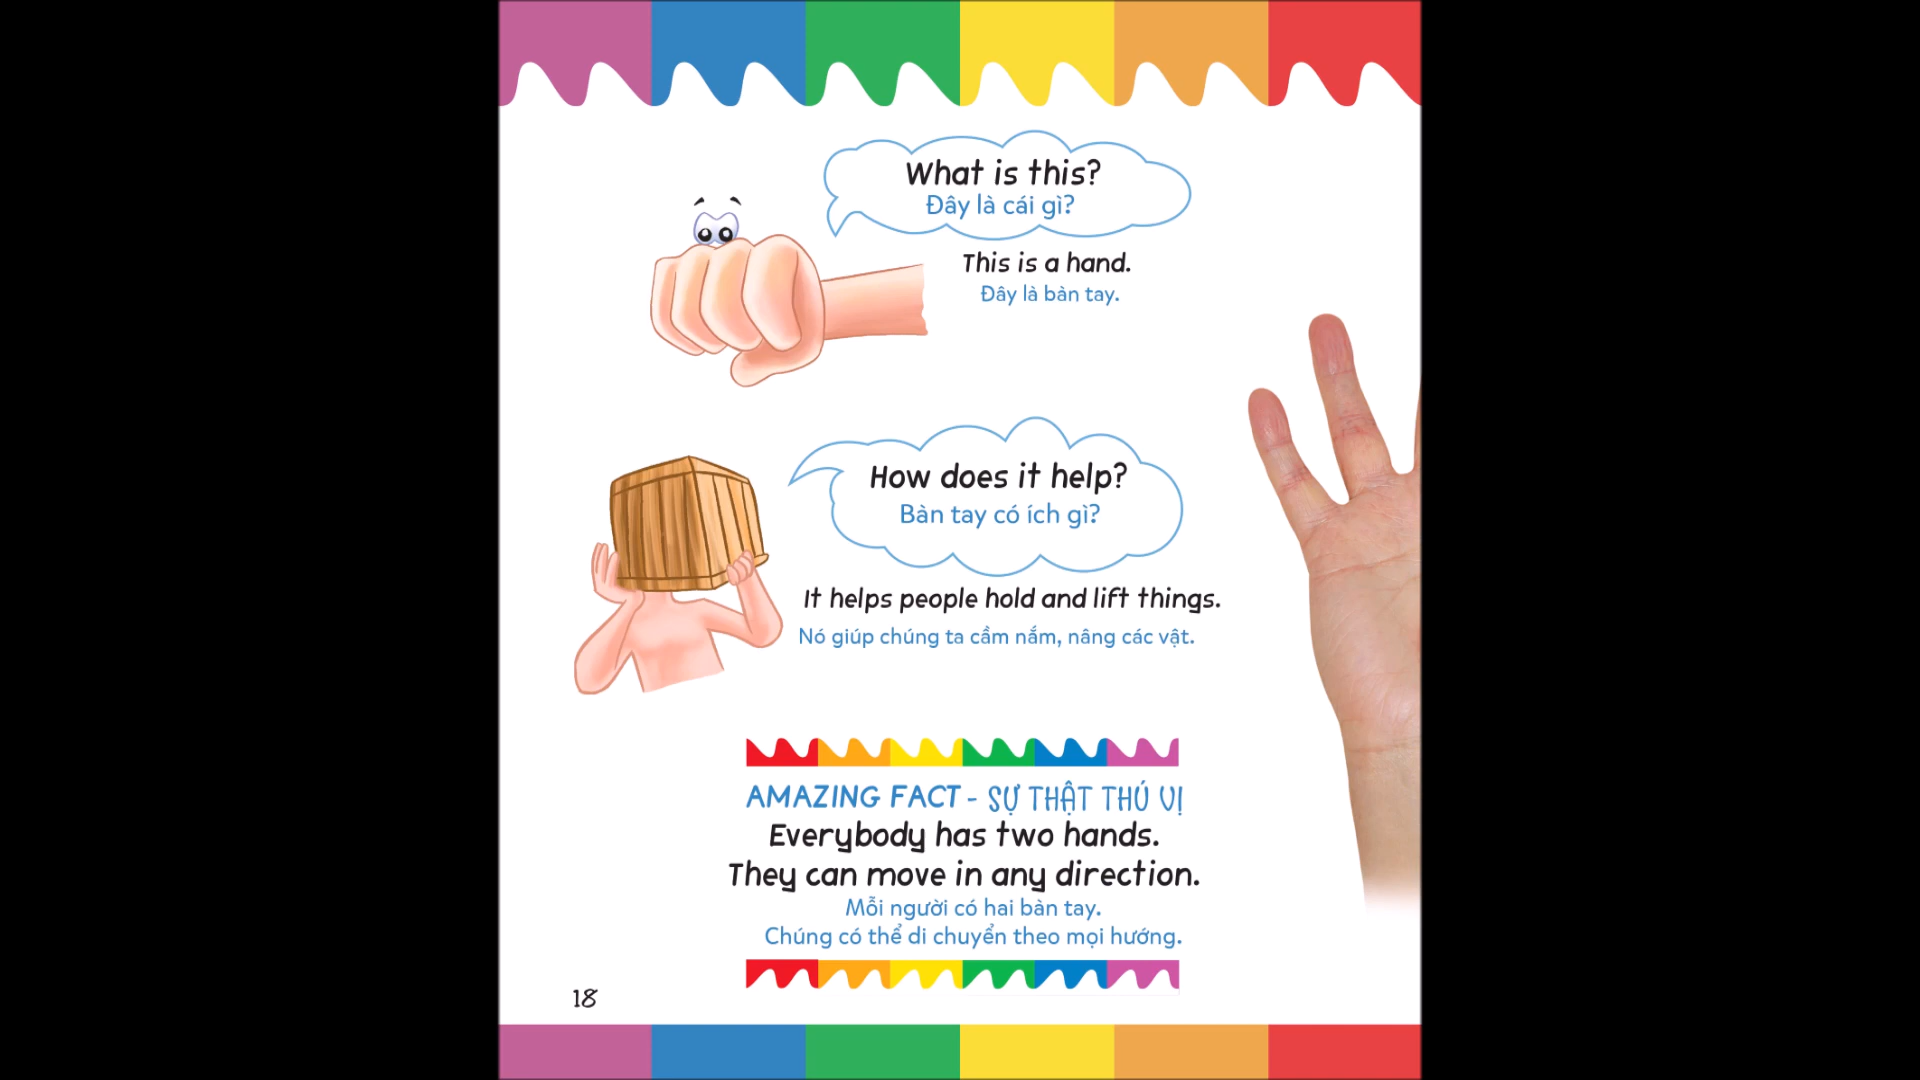 What is this?
Đây là cái gì?
This is a hand.
Đây là bàn tay.
How does it help?
Bàn tay có ích gì?
It helps people hold and lift things.
Nó giúp chúng ta cầm nắm, nâng các vật.
AMAZING FACT - SỰ THẬT THÚ VỊ
Everybody has two hands.
They can move in any direction.
Mỗi người có hai bàn tay.
Chúng có thể di chuyển theo mọi hướng.
18